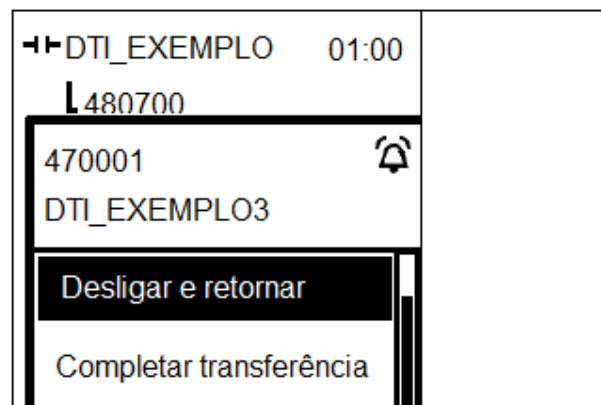 DTI_EXEMPLO 01:00
480700
470001
DTI_EXEMPLO3
Desligar e retornar
Completar transferência